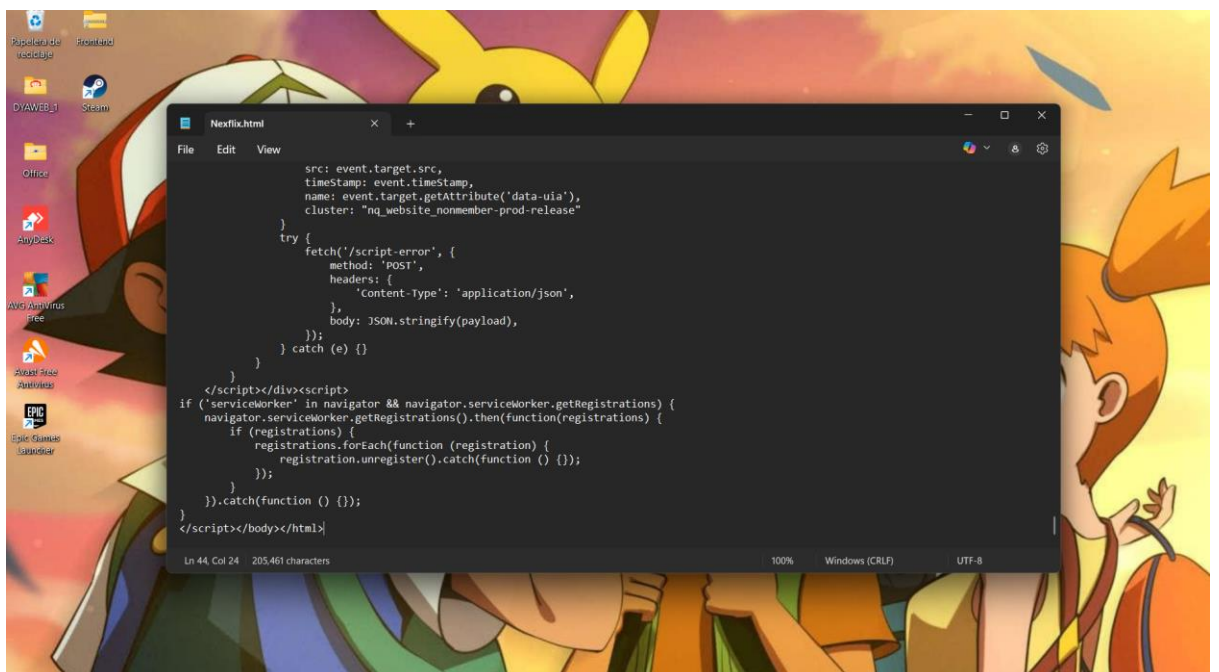 Papelera de
reciclaje
Frontend
DYAWEB_1
Steam
Office
AnyDesk
AVG AntiVirus
Free
Avast Free
Antivirus
EPIC
GAMES
Epic Games
Launcher
Nexflix.html
File Edit View
src: event.target.src,
timeStamp: event.timeStamp,
name: event.target.getAttribute('data-uia'),
cluster: "nq_website_nonmember-prod-release"
}
try {
fetch('/script-error', {
method: 'POST',
headers: {
'Content-Type': 'application/json',
},
body: JSON.stringify(payload),
});
} catch (e) {}
}
}
</script></div><script>
if ('serviceWorker' in navigator && navigator.serviceWorker.getRegistrations) {
navigator.serviceWorker.getRegistrations().then(function(registrations) {
if (registrations) {
registrations.forEach(function (registration) {
registration.unregister().catch(function () {});
});
}
}).catch(function () {});
}
</script></body></html>
Ln 44, Col 24 205,461 characters 100% Windows (CRLF) UTF-8